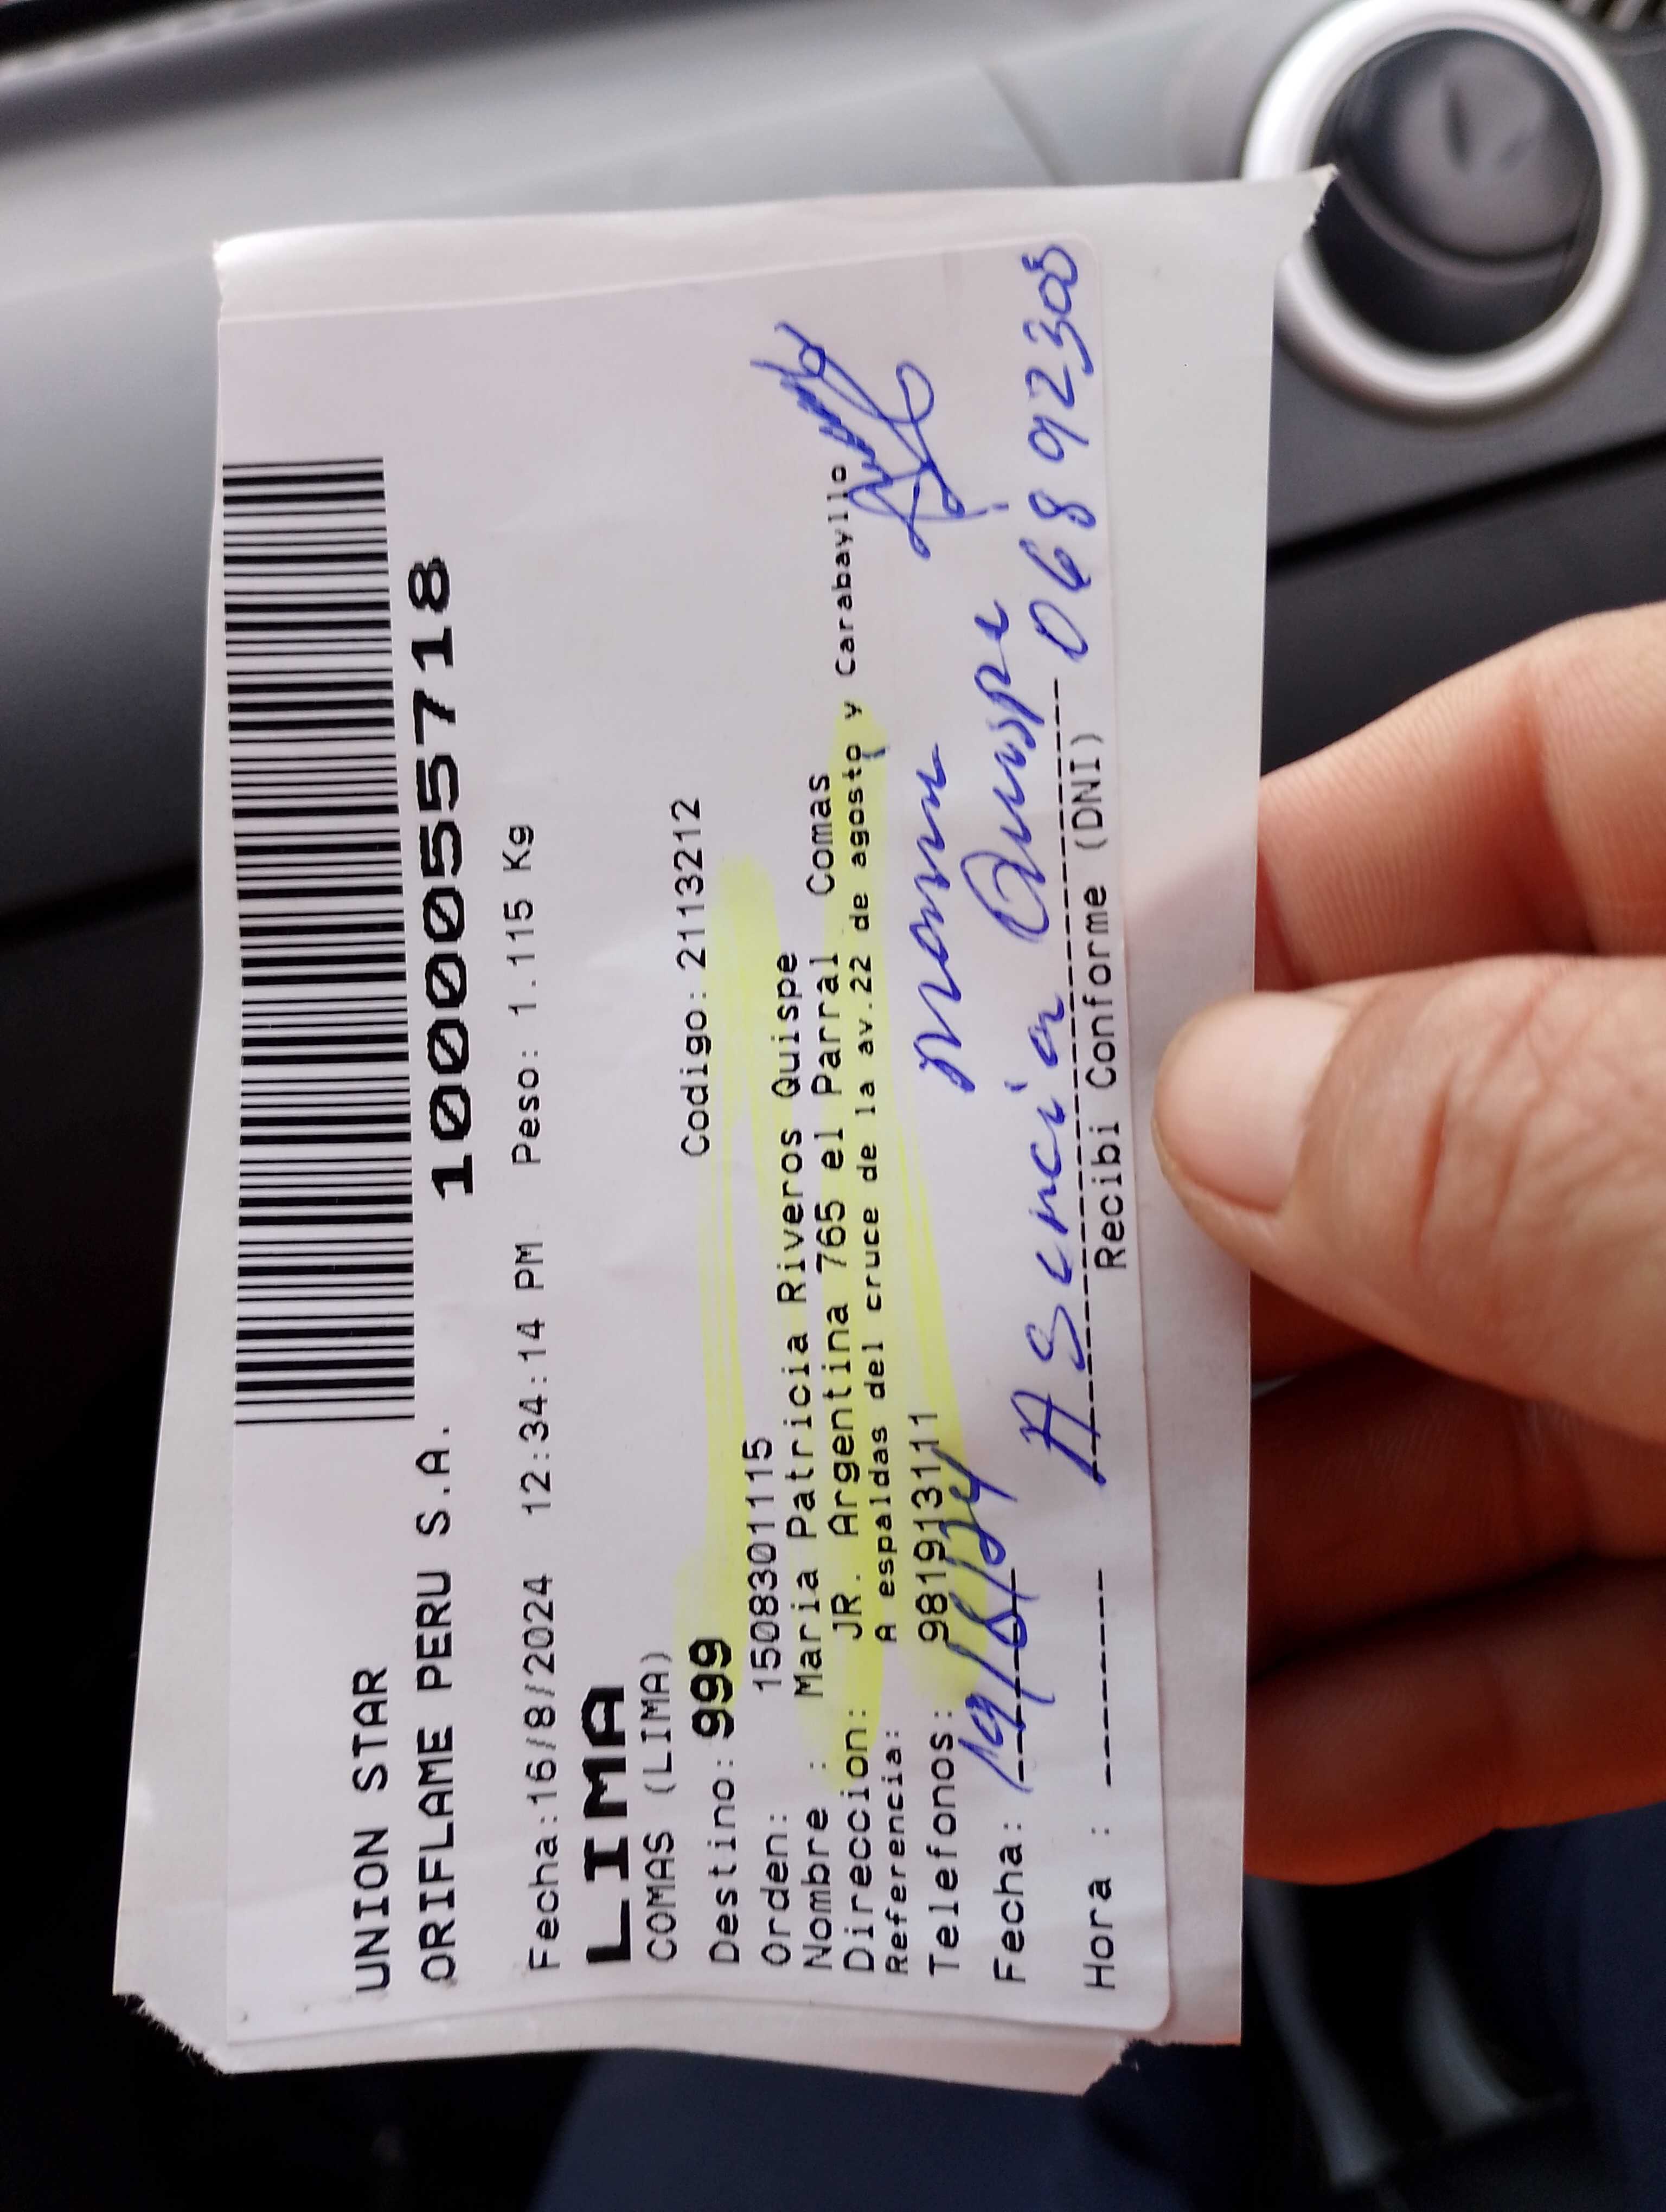 UNION STAR
ORIFLAME PERU S.A.
1000055718
Fecha:16/8/2024 12:34:14 PM Peso: 1.115 Kg
LIMA
COMAS (LIMA)
Destino: 999 Codigo: 2113212
Orden: 1508301115
Nombre : Maria Patricia Riveros Quispe
Direccion: JR. Argentina 765 el Parral Comas
Referencia: A espaldas del cruce de la av.22 de agosto y Carabayllo
Telefonos: 981913111
mama
Fecha: 19/8/24 Asencia Quispe 06892308
Hora : Recibi Conforme (DNI)